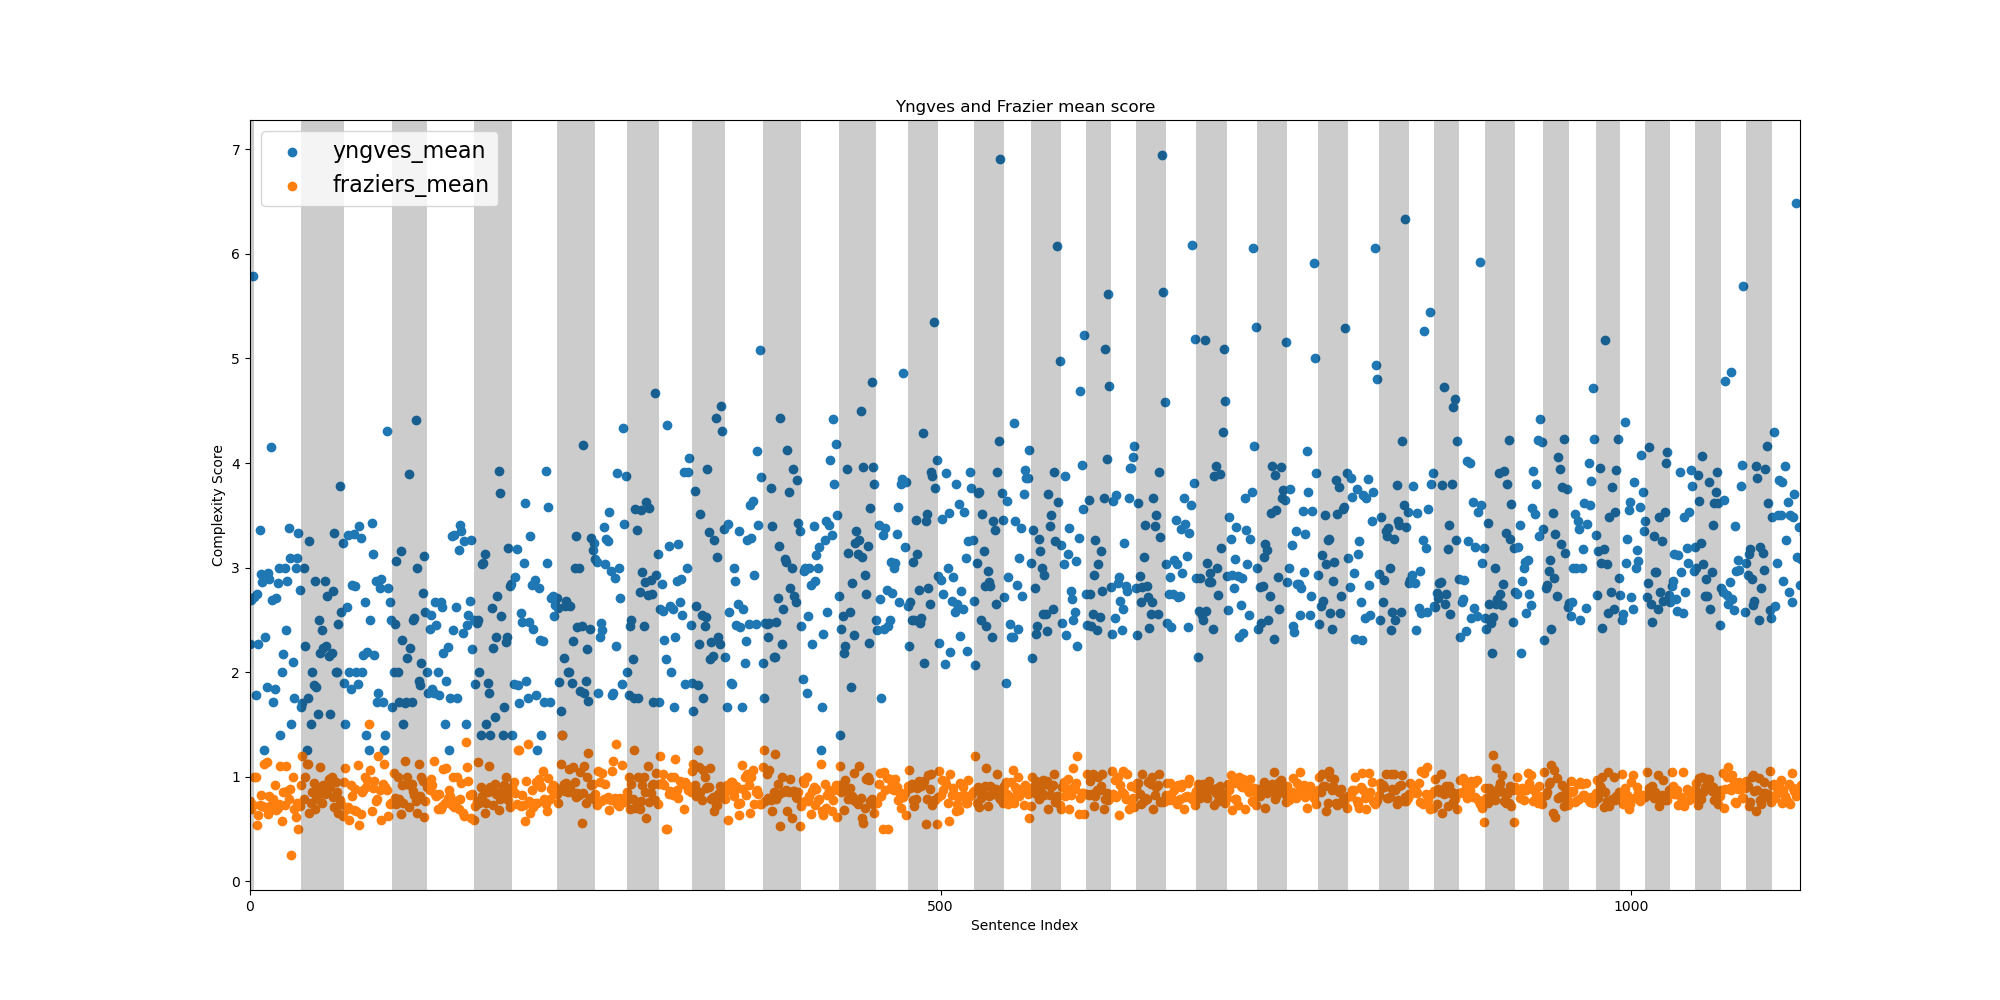 Yngves and Frazier mean score
yngves_mean
fraziers_mean
7
6
5
4
3
2
1
0
Complexity Score
0
500
1000
Sentence Index